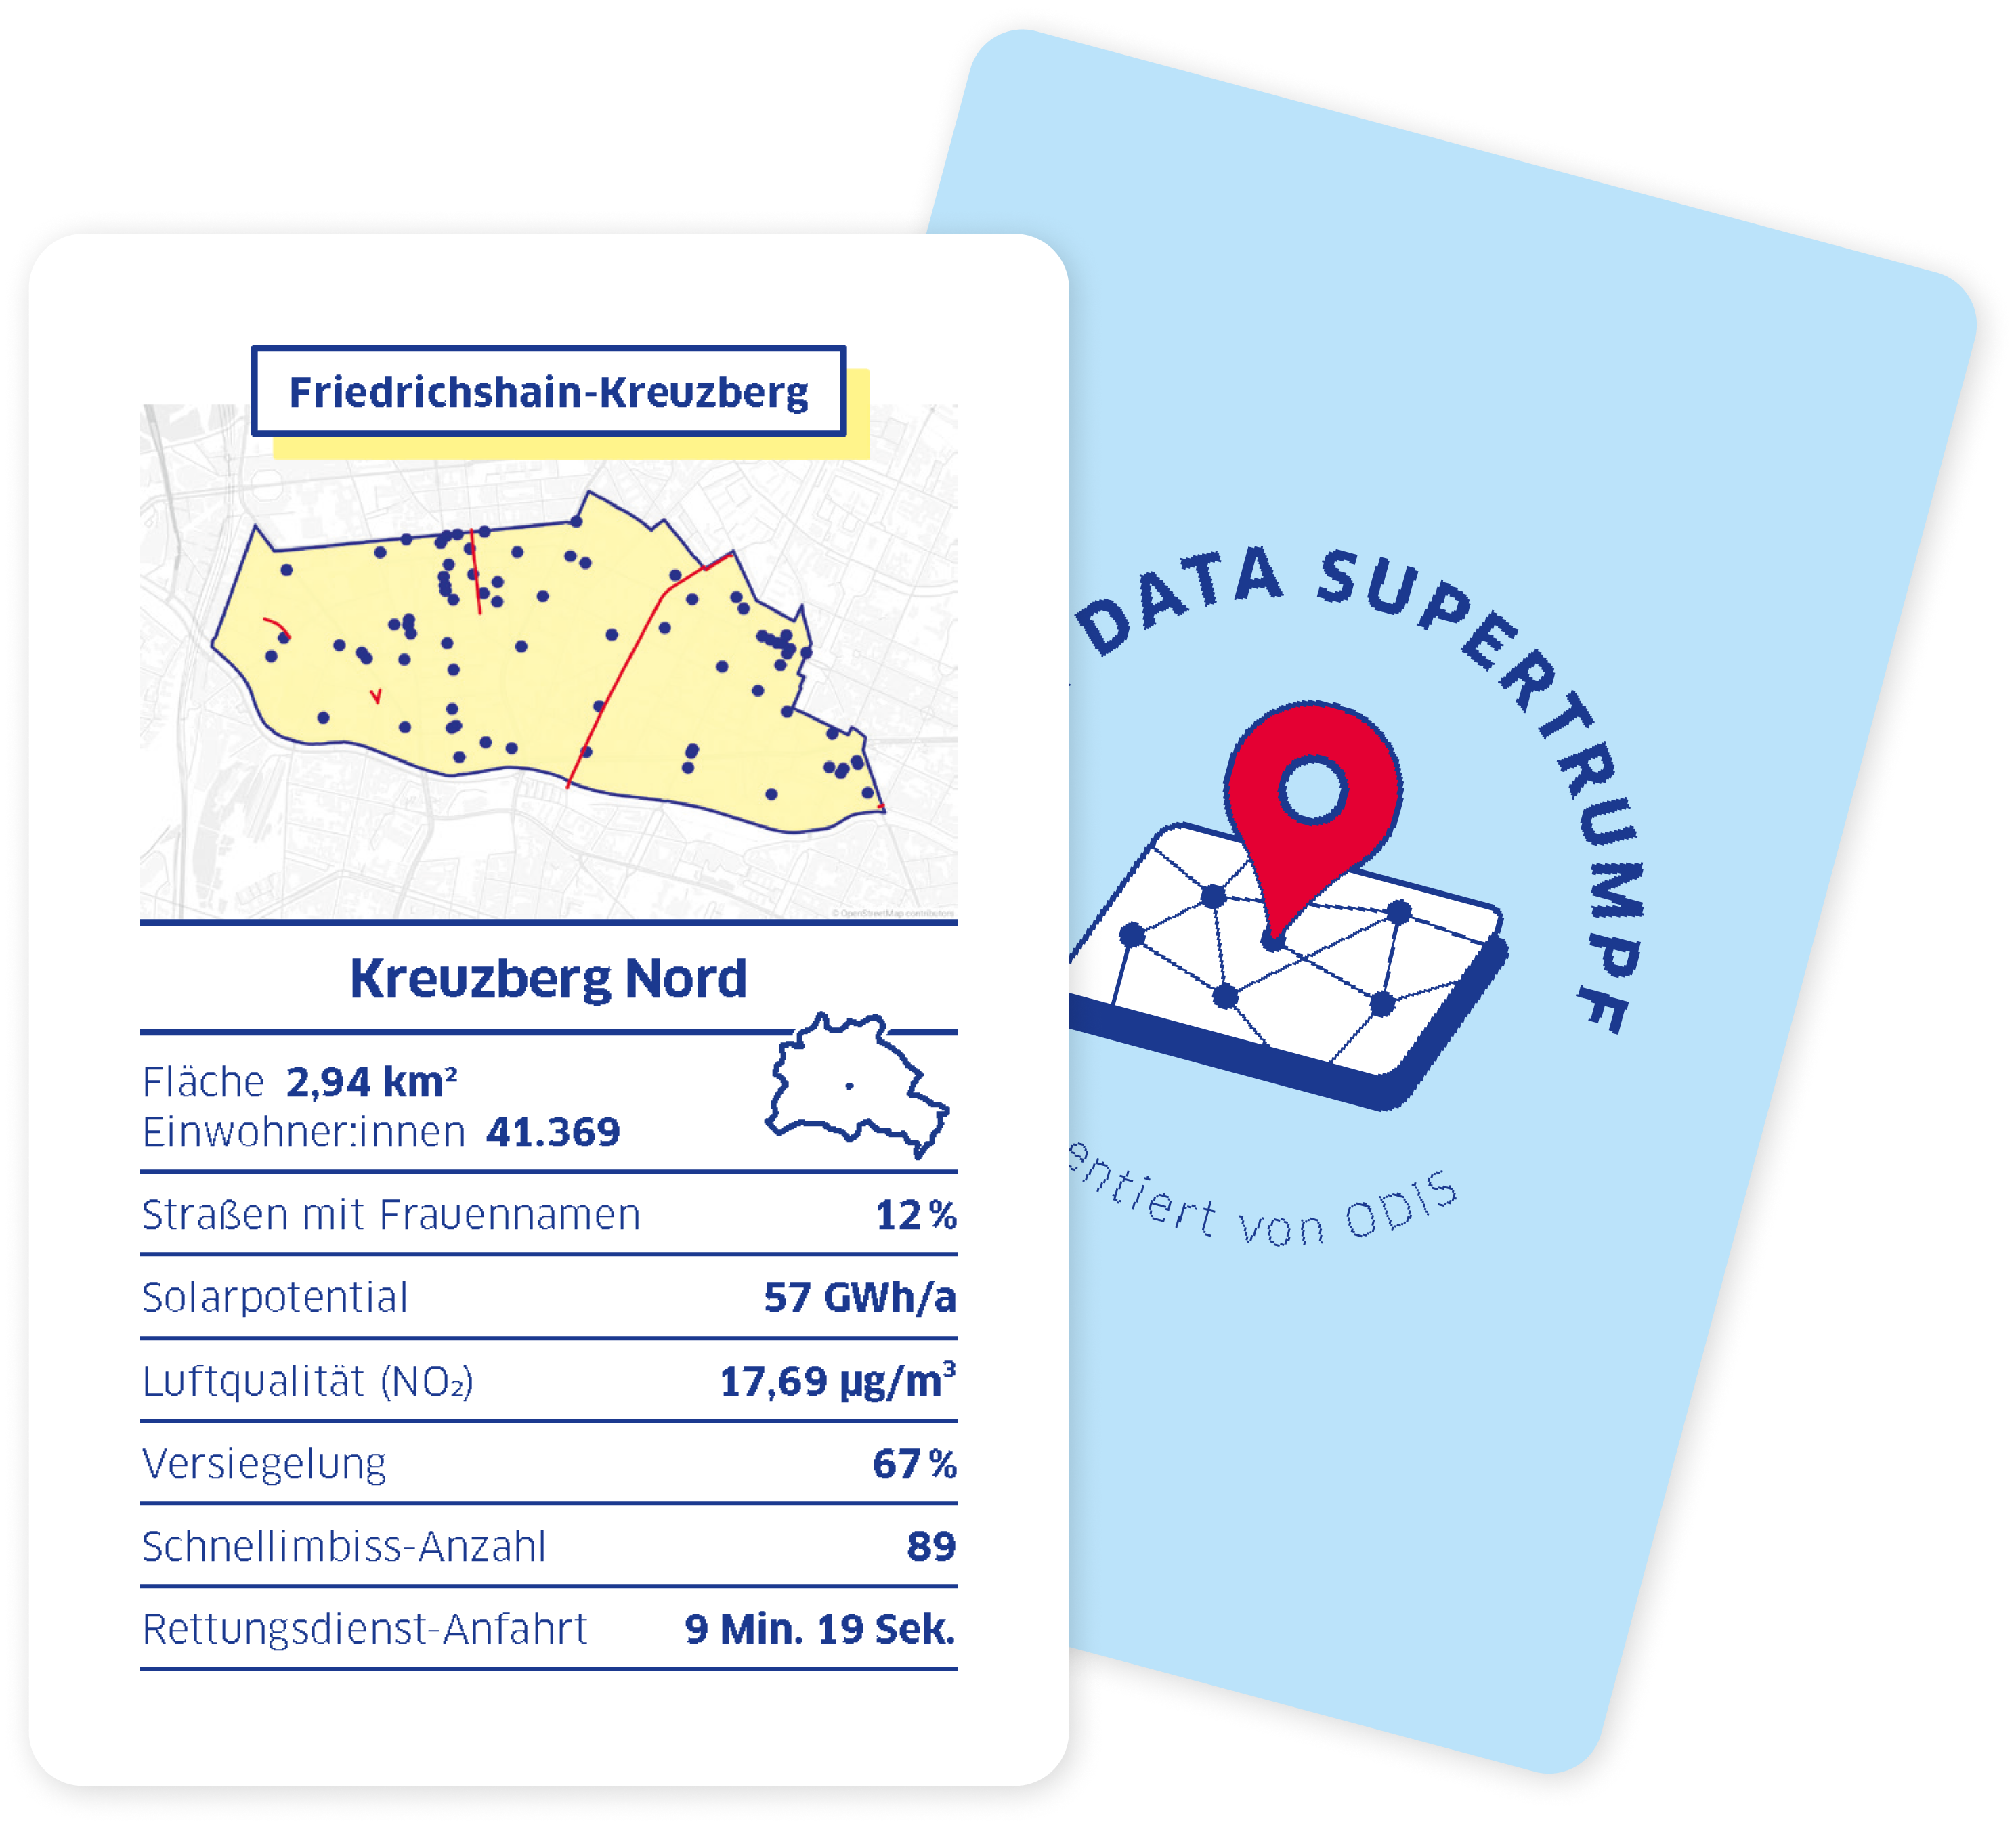 Friedrichshain-Kreuzberg
© OpenStreetMap contributors
Kreuzberg Nord
Fläche 2,94 km²
Einwohner:innen 41.369
Straßen mit Frauennamen 12 %
Solarpotential 57 GWh/a
Luftqualität (NO₂) 17,69 µg/m³
Versiegelung 67 %
Schnellimbiss-Anzahl 89
Rettungsdienst-Anfahrt 9 Min. 19 Sek.
DATA SUPERTRUMPF
entiert von ODIS